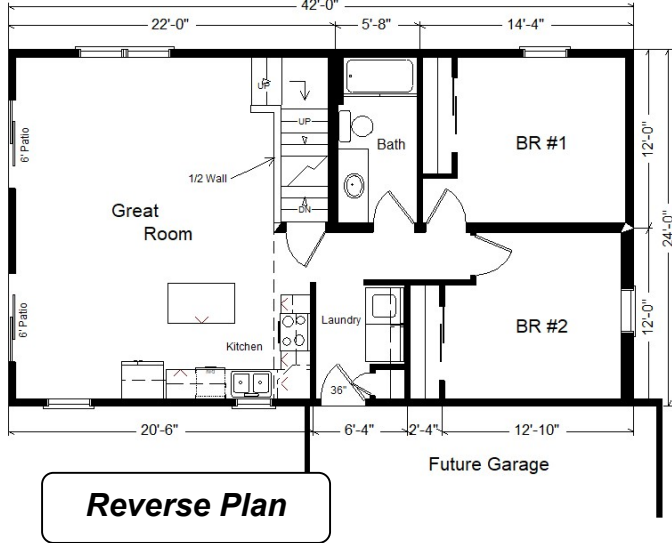 42'-0"
22'-0"
5'-8"
14'-4"
UP
UP
6' Patio
Bath
BR #1
12'-0"
1/2 Wall
DN
Great
Room
24'-0"
6' Patio
Laundry
BR #2
12'-0"
Kitchen
36"
20'-6"
6'-4"
2'-4"
12'-10"
Future Garage
Reverse Plan